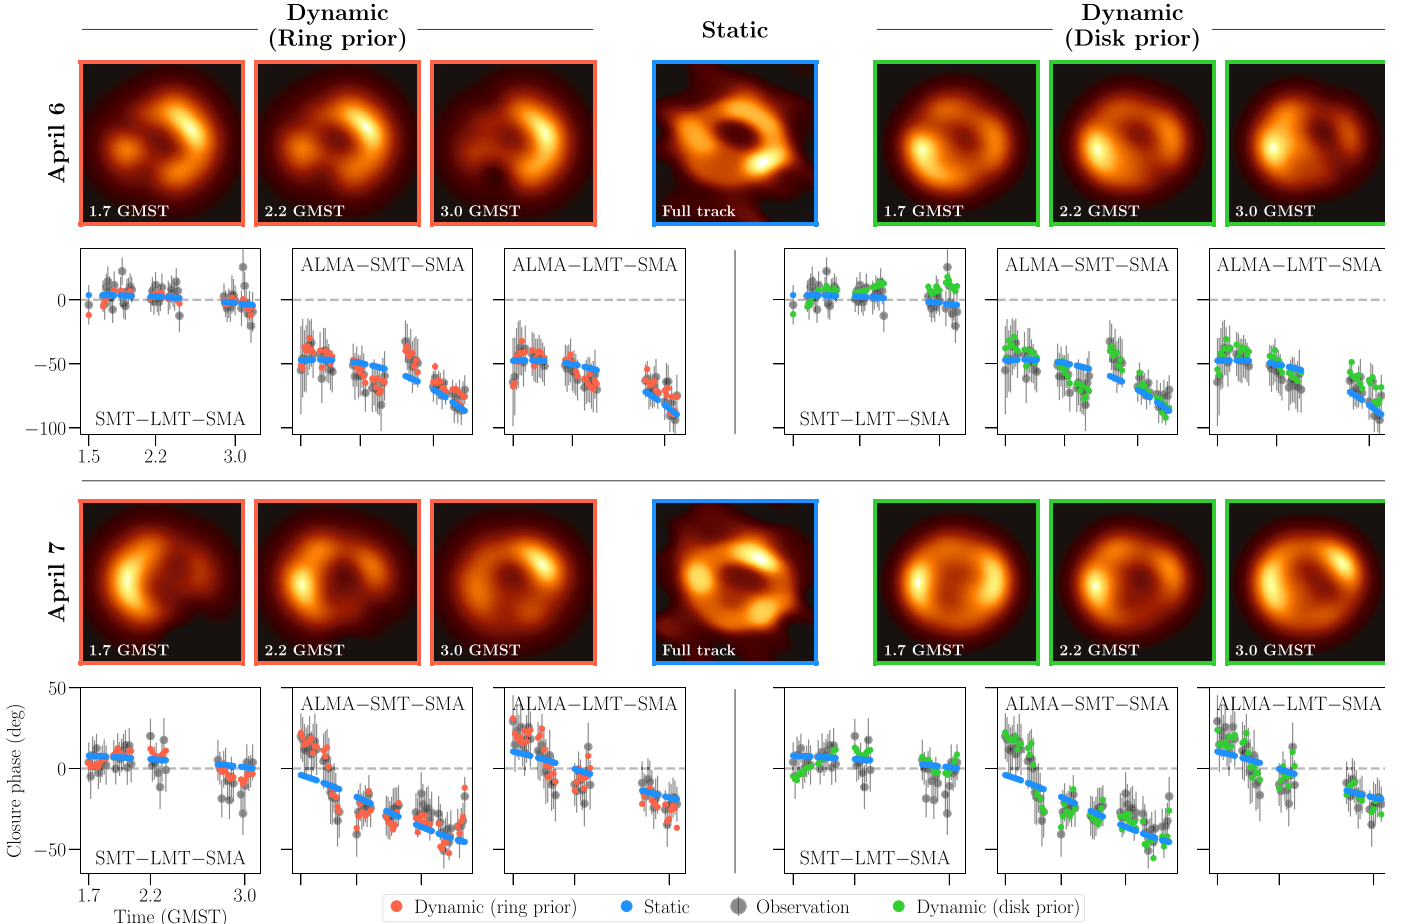 Dynamic
(Ring prior)
Static
Dynamic
(Disk prior)
April 6
1.7 GMST
2.2 GMST
3.0 GMST
Full track
1.7 GMST
2.2 GMST
3.0 GMST
0
−50
−100
SMT−LMT−SMA
ALMA−SMT−SMA
ALMA−LMT−SMA
SMT−LMT−SMA
ALMA−SMT−SMA
ALMA−LMT−SMA
1.5 2.2 3.0
April 7
1.7 GMST
2.2 GMST
3.0 GMST
Full track
1.7 GMST
2.2 GMST
3.0 GMST
Closure phase (deg)
50
0
−50
SMT−LMT−SMA
ALMA−SMT−SMA
ALMA−LMT−SMA
SMT−LMT−SMA
ALMA−SMT−SMA
ALMA−LMT−SMA
1.7 2.2 3.0
Time (GMST)
Dynamic (ring prior) Static Observation Dynamic (disk prior)